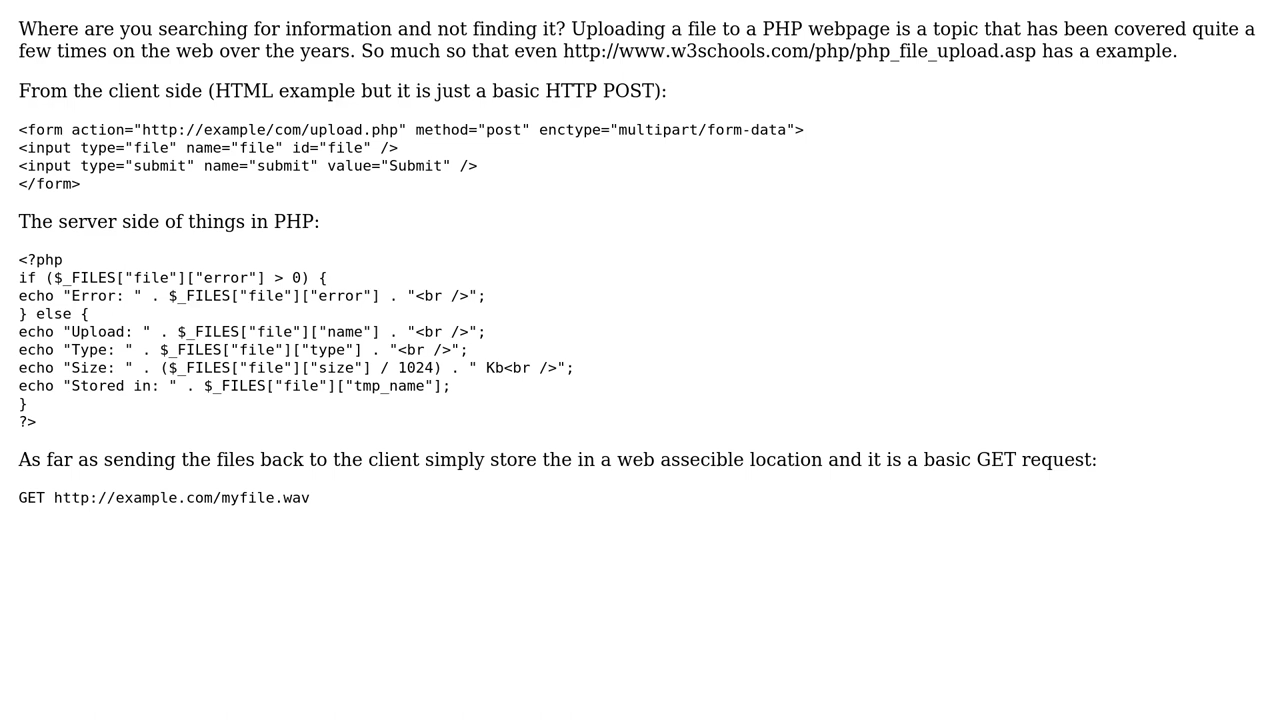 Where are you searching for information and not finding it? Uploading a file to a PHP webpage is a topic that has been covered quite a
few times on the web over the years. So much so that even http://www.w3schools.com/php/php_file_upload.asp has a example.
From the client side (HTML example but it is just a basic HTTP POST):
<form action="http://example/com/upload.php" method="post" enctype="multipart/form-data">
<input type="file" name="file" id="file" />
<input type="submit" name="submit" value="Submit" />
</form>
The server side of things in PHP:
<?php
if ($_FILES["file"]["error"] > 0) {
echo "Error: " . $_FILES["file"]["error"] . "<br />";
} else {
echo "Upload: " . $_FILES["file"]["name"] . "<br />";
echo "Type: " . $_FILES["file"]["type"] . "<br />";
echo "Size: " . ($_FILES["file"]["size"] / 1024) . " Kb<br />";
echo "Stored in: " . $_FILES["file"]["tmp_name"];
}
?>
As far as sending the files back to the client simply store the in a web assecible location and it is a basic GET request:
GET http://example.com/myfile.wav